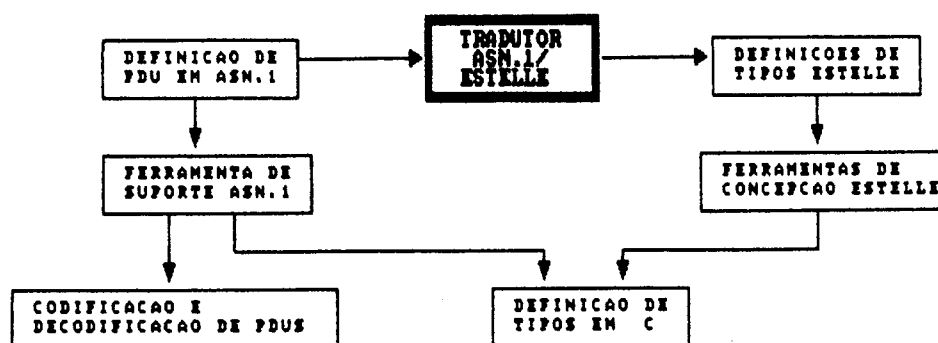 DEFINICAO DE
PDU EM ASN.1
TRADUTOR
ASN.1/
ESTELLE
DEFINICOES DE
TIPOS ESTELLE
FERRAMENTA DE
SUPORTE ASN.1
FERRAMENTAS DE
CONCEPCAO ESTELLE
CODIFICACAO E
DECODIFICACAO DE PDUS
DEFINICAO DE
TIPOS EM C